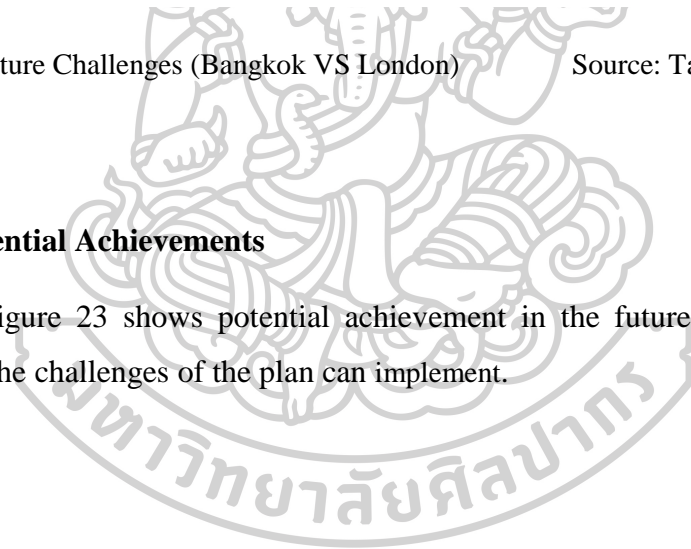 ture Challenges (Bangkok VS London) Source: Ta
ential Achievements
igure 23 shows potential achievement in the future
he challenges of the plan can implement.
มหาวิทยาลัยศิลปากร